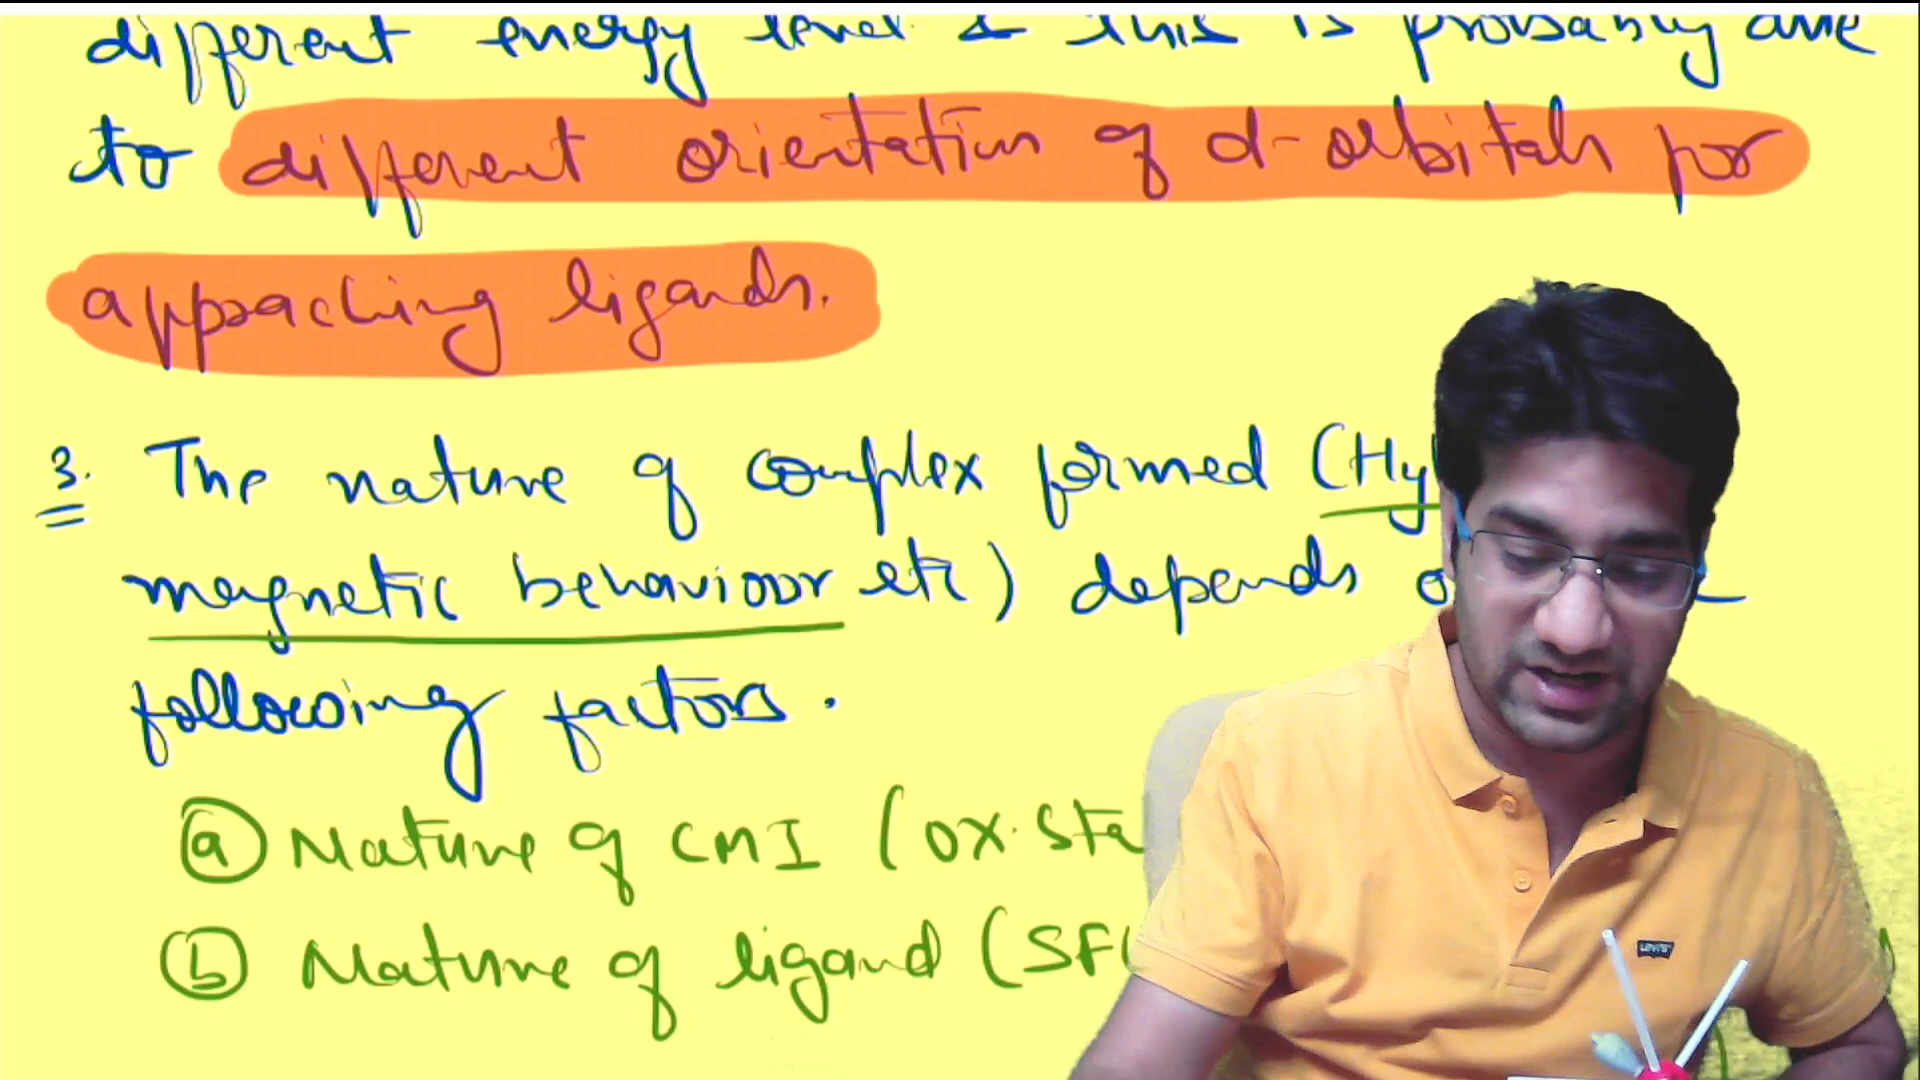 different energy level & this is probably due
to different orientation of d-orbitals for
approaching ligands.
3. The nature of complex formed (Hy
magnetic behaviour etc) depends
following factors.
(a) Nature of CMI (OX. Sta
(b) Nature of ligand (SF
LEVI'S